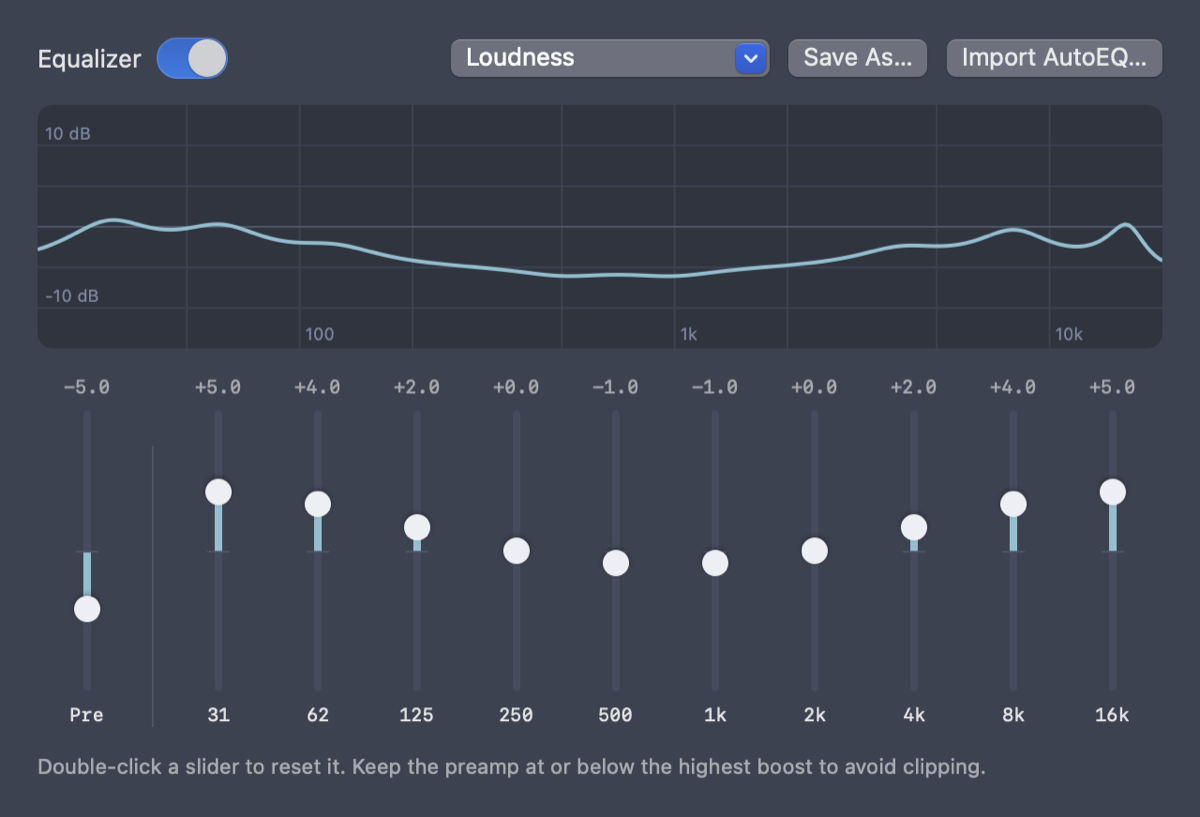 Equalizer Loudness Save As... Import AutoEQ...
10 dB
-10 dB
100 1k 10k
−5.0 +5.0 +4.0 +2.0 +0.0 −1.0 −1.0 +0.0 +2.0 +4.0 +5.0
Pre 31 62 125 250 500 1k 2k 4k 8k 16k
Double-click a slider to reset it. Keep the preamp at or below the highest boost to avoid clipping.